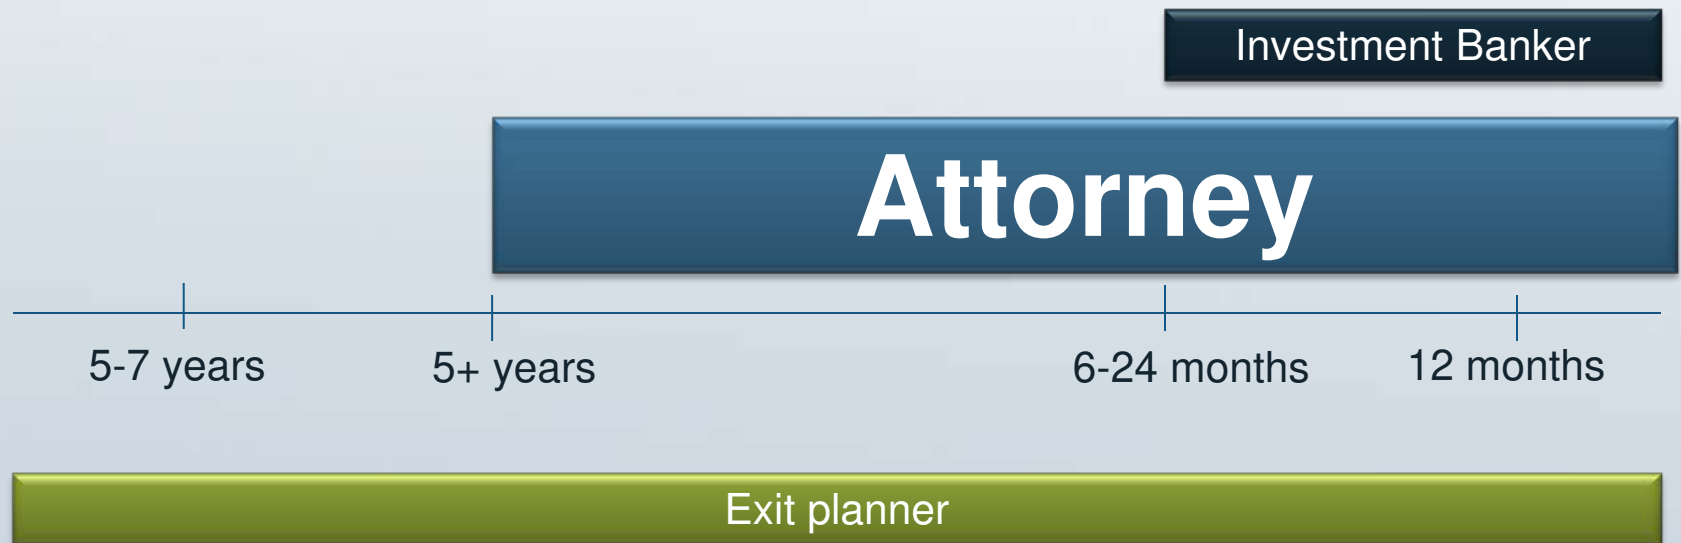 Investment Banker
Attorney
5-7 years
5+ years
6-24 months
12 months
Exit planner